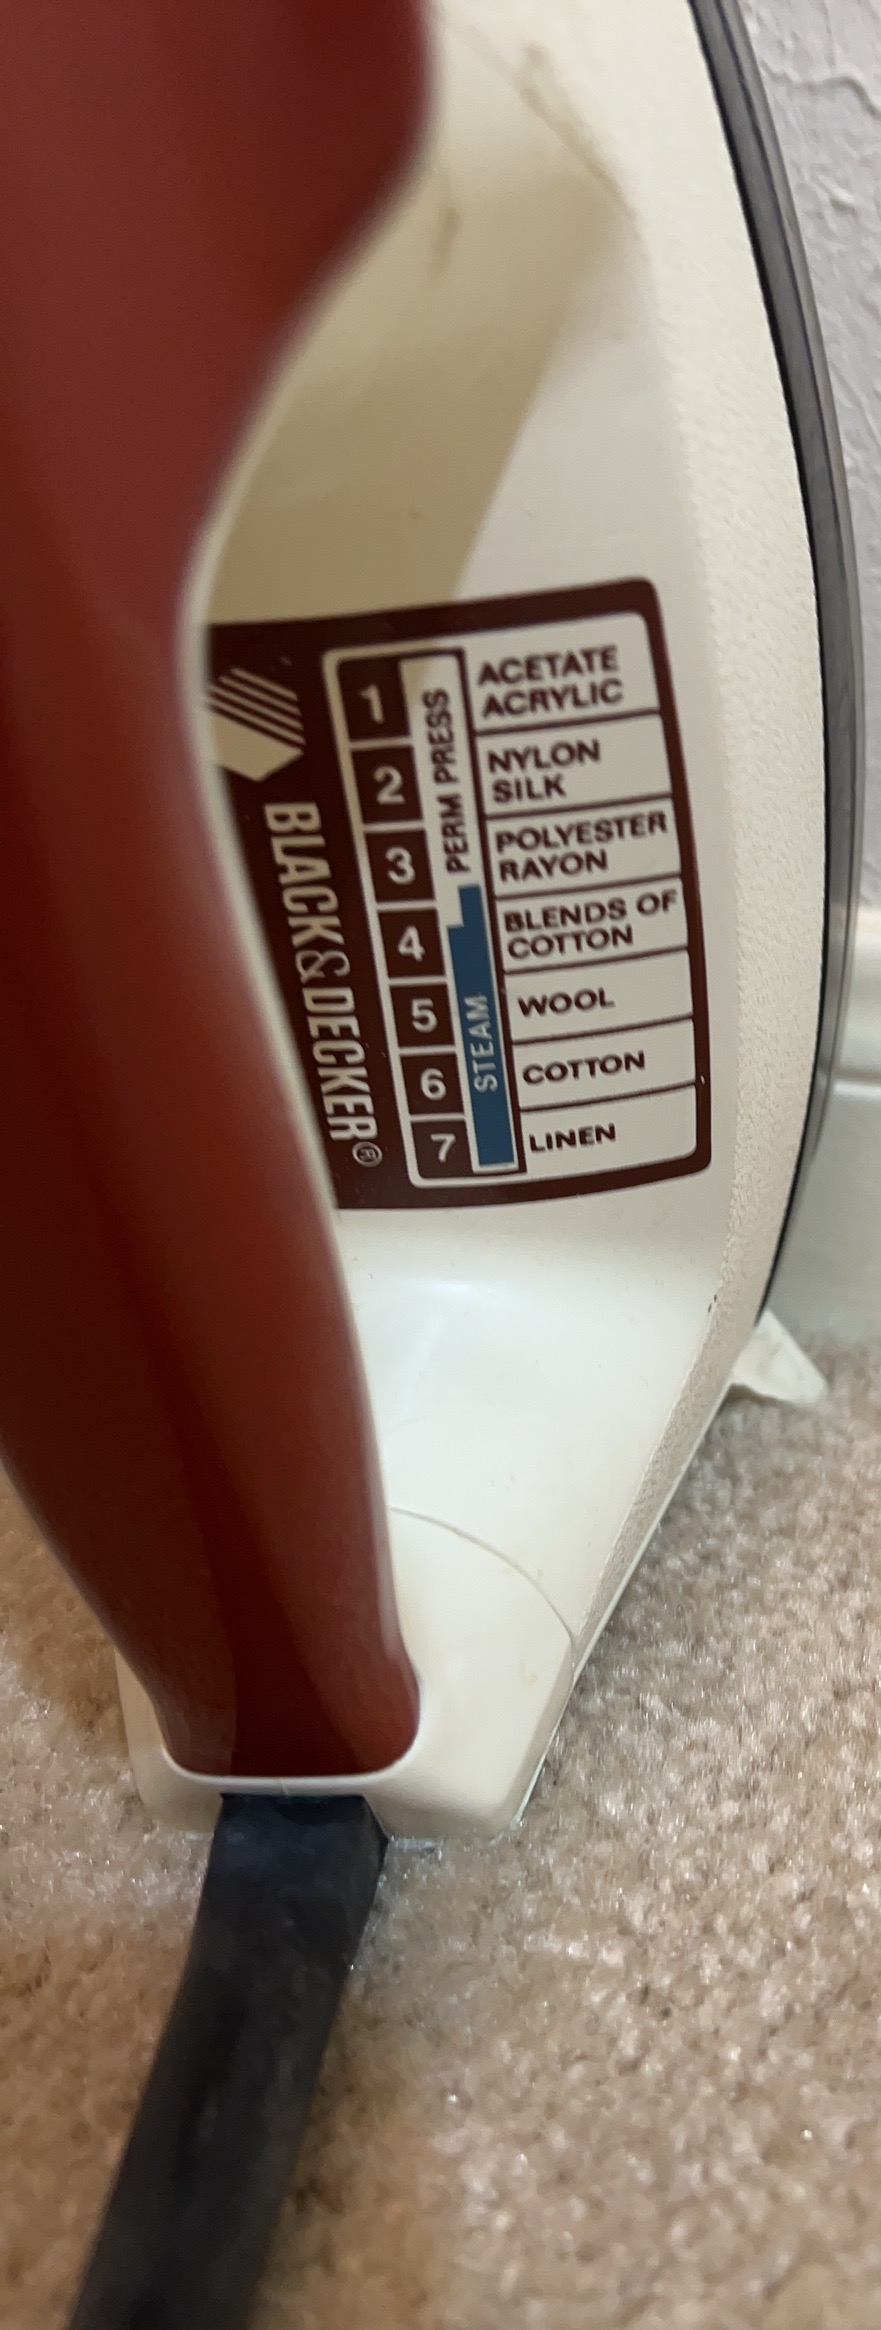 BLACK&DECKER®
1
2
3
4
5
6
7
PERM PRESS
STEAM
ACETATE
ACRYLIC
NYLON
SILK
POLYESTER
RAYON
BLENDS OF
COTTON
WOOL
COTTON
LINEN